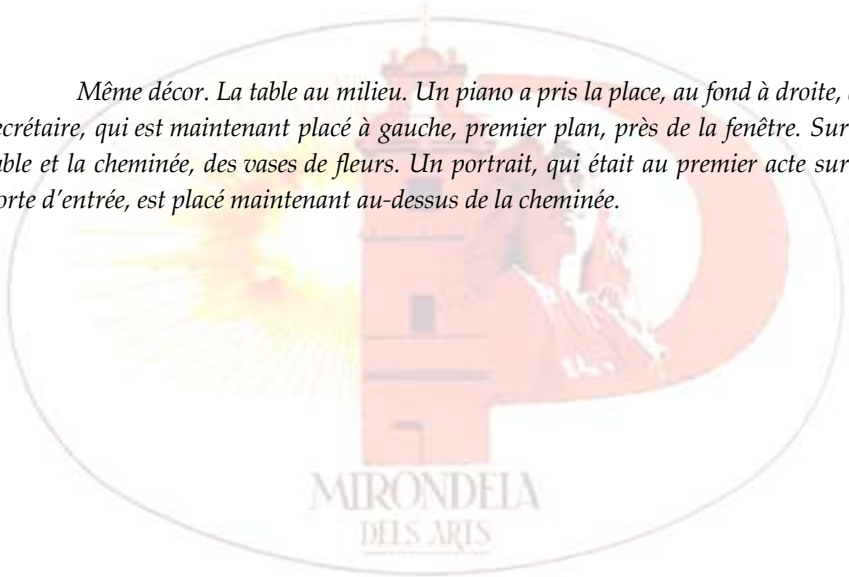 Même décor. La table au milieu. Un piano a pris la place, au fond à droite,
ecrétaire, qui est maintenant placé à gauche, premier plan, près de la fenêtre. Sur
able et la cheminée, des vases de fleurs. Un portrait, qui était au premier acte sur
orte d'entrée, est placé maintenant au-dessus de la cheminée.
MIRONDELA
DELS ARTS